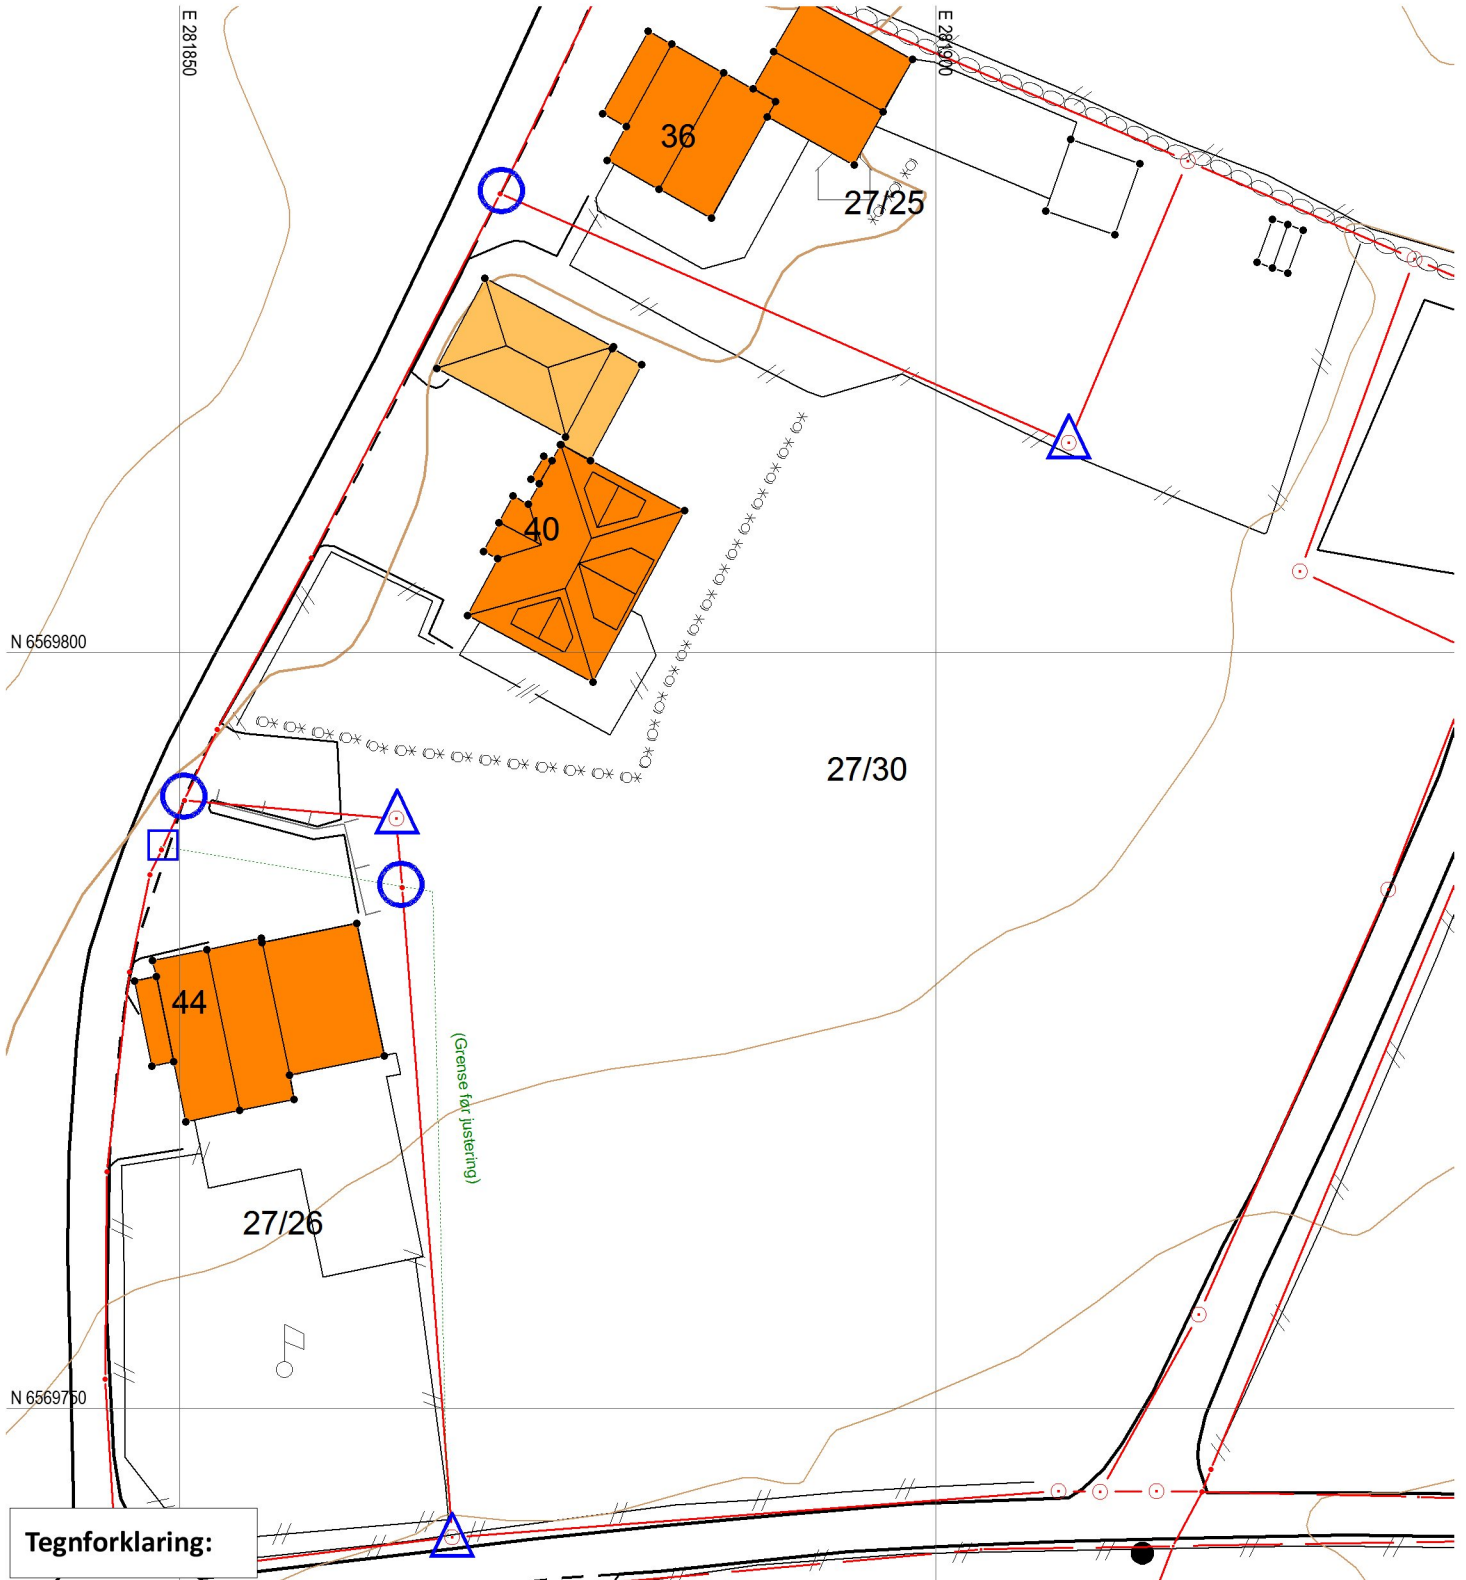 E 281850
E 281900
36
27/25
40
N 6569800
27/30
44
(Grense før justering)
27/26
N 6569750
Tegnforklaring: